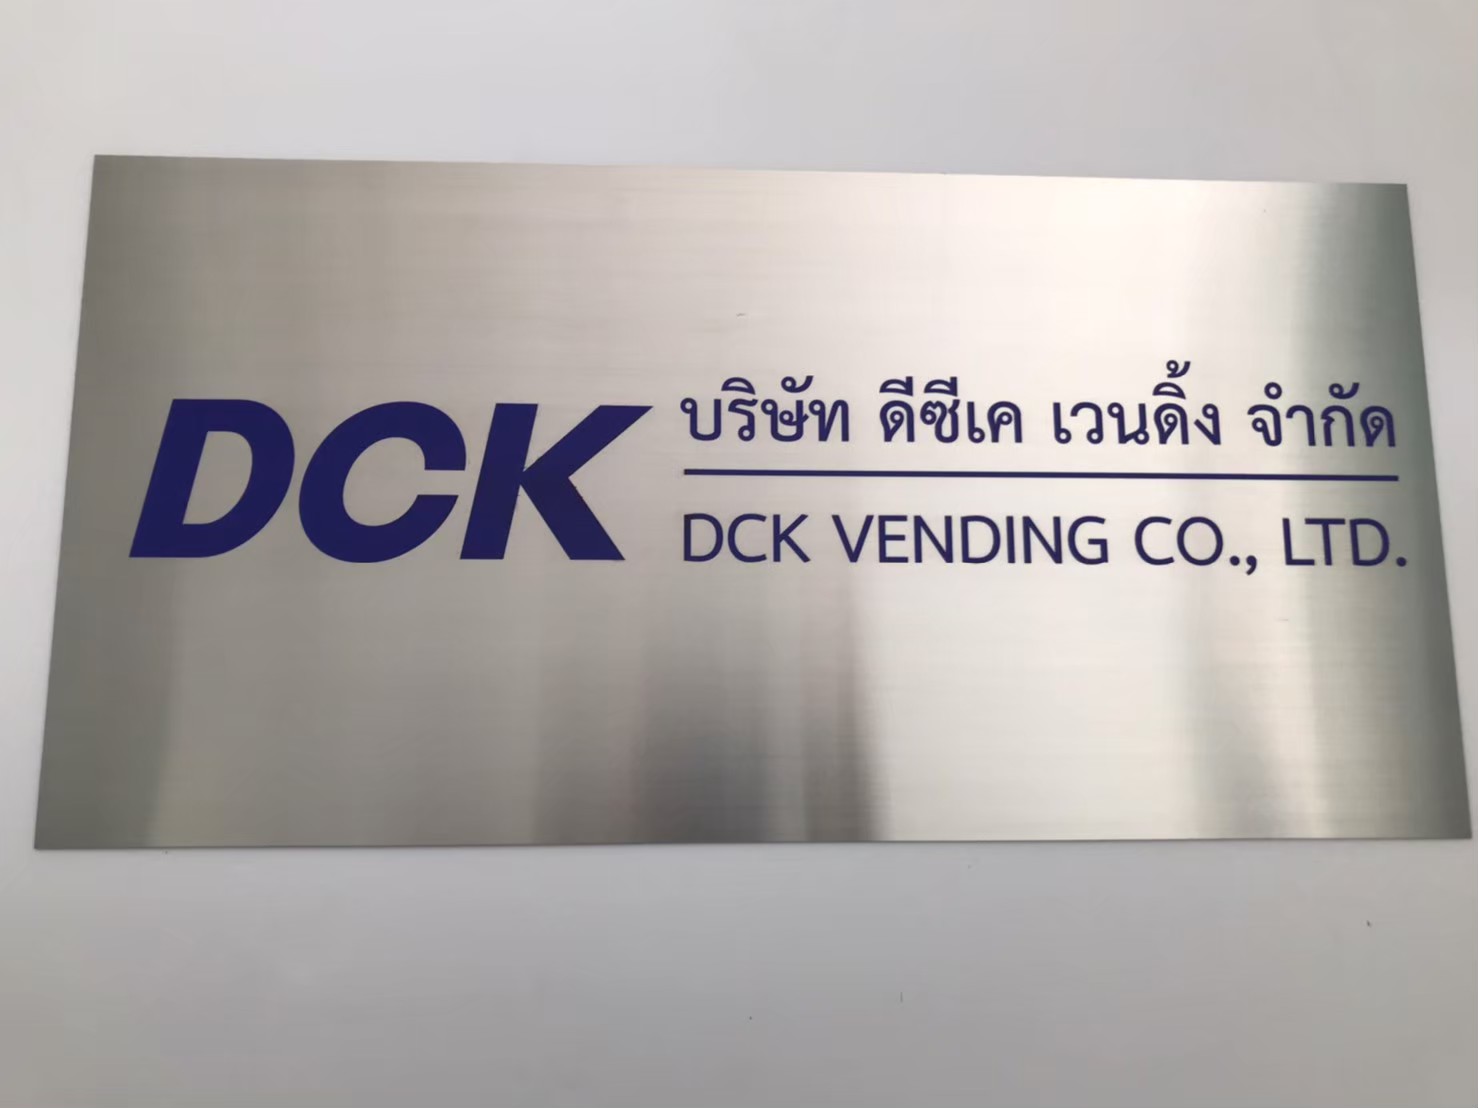 DCK
บริษัท ดีซีเค เวนดิ้ง จำกัด
DCK VENDING CO., LTD.